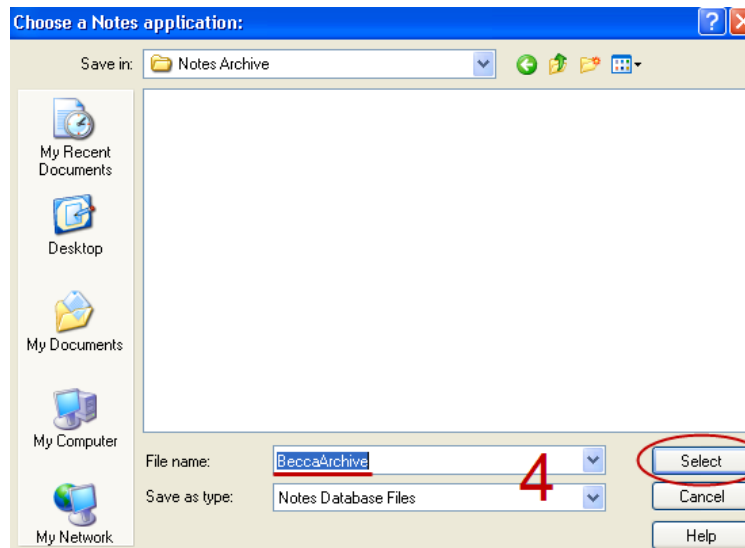 Choose a Notes application:
Save in:
Notes Archive
My Recent
Documents
Desktop
My Documents
My Computer
My Network
File name:
BeccaArchive
Save as type:
Notes Database Files
4
Select
Cancel
Help